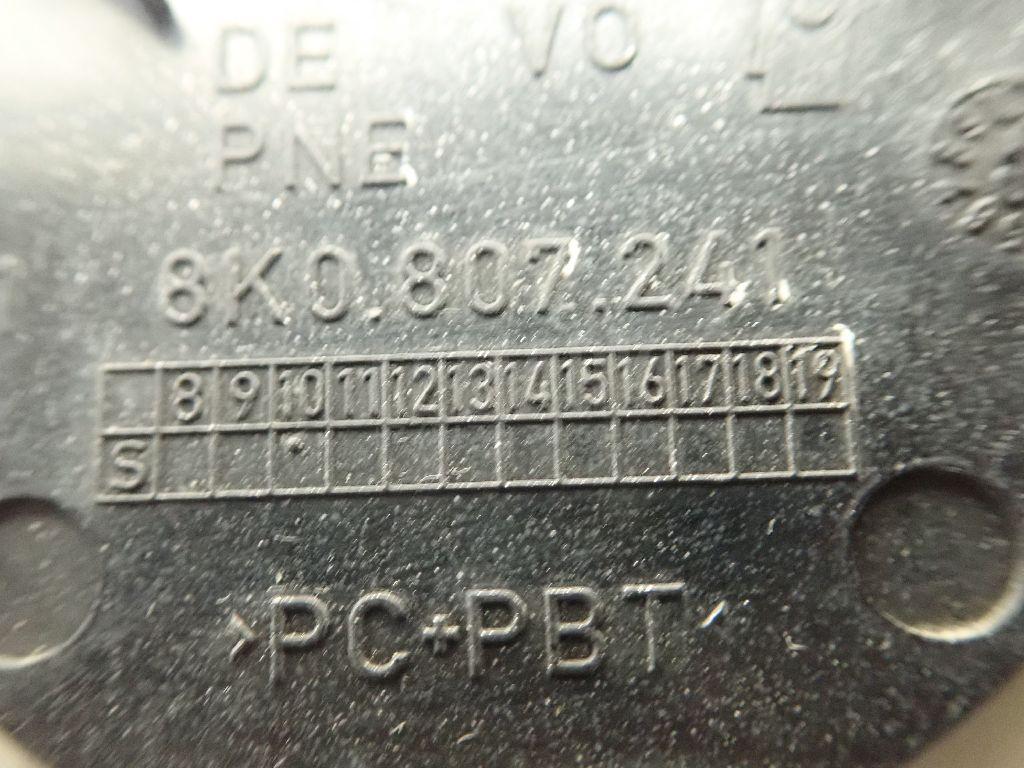 DE VO
PNE
8K0.807.241
8 9 10 11 12 13 14 15 16 17 18 19
S
>PC+PBT<